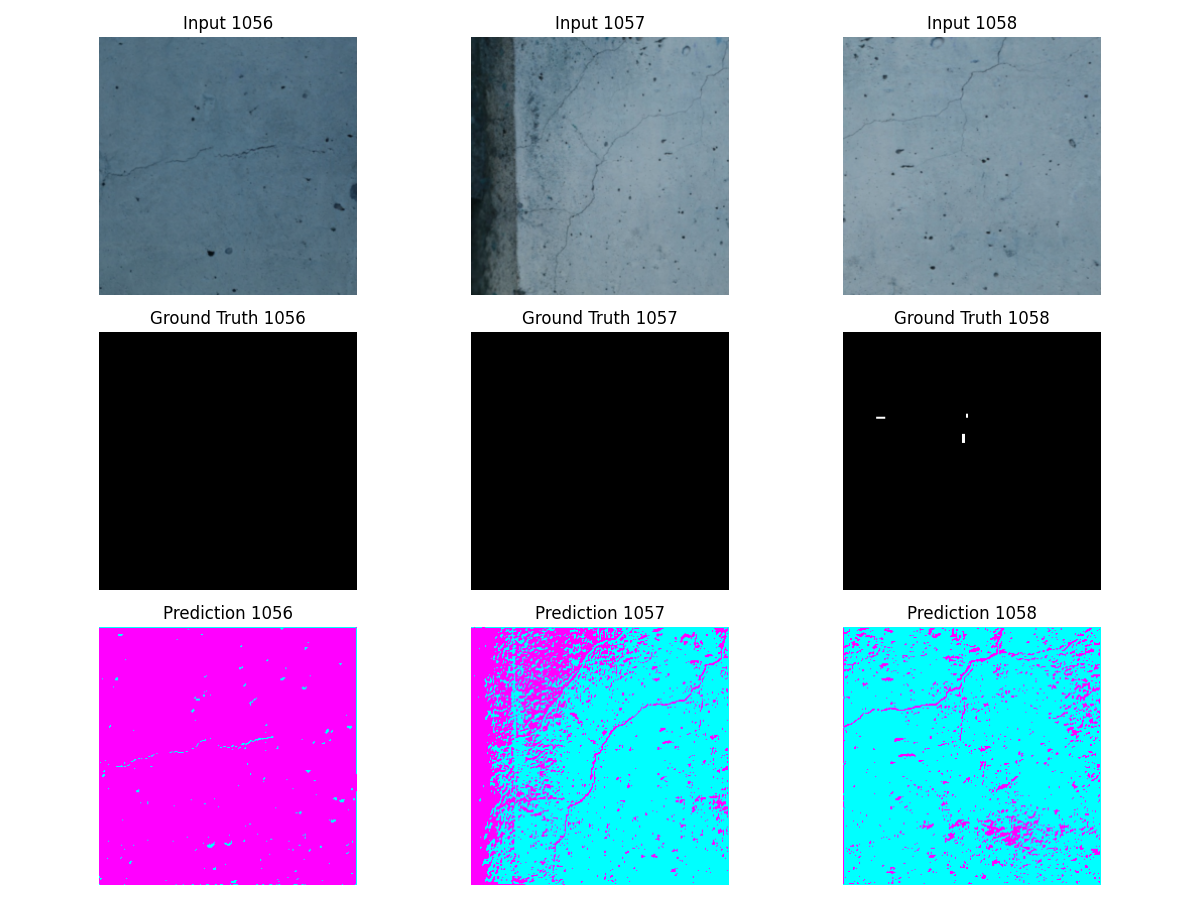 Input 1056
Input 1057
Input 1058
Ground Truth 1056
Ground Truth 1057
Ground Truth 1058
Prediction 1056
Prediction 1057
Prediction 1058